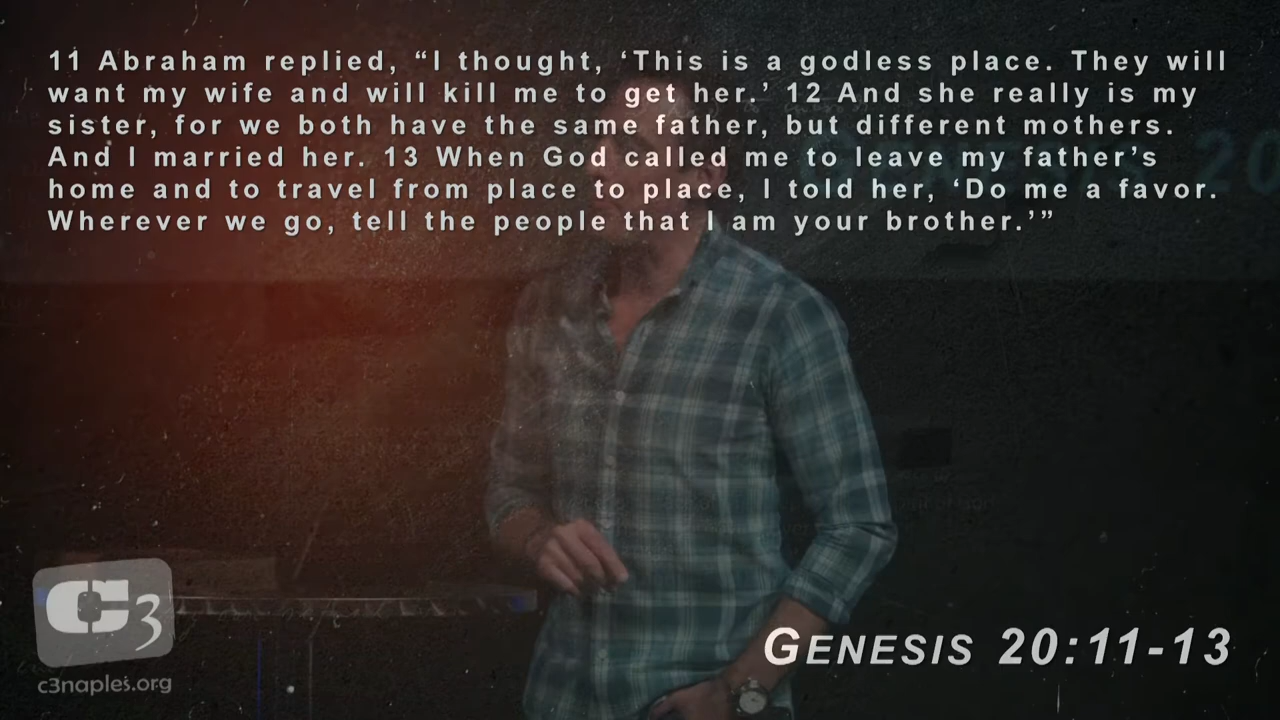 11 Abraham replied, “I thought, ‘This is a godless place. They will
want my wife and will kill me to get her.’ 12 And she really is my
sister, for we both have the same father, but different mothers.
And I married her. 13 When God called me to leave my father’s
home and to travel from place to place, I told her, ‘Do me a favor.
Wherever we go, tell the people that I am your brother.’”
20
C3
c3naples.org
GENESIS 20:11-13